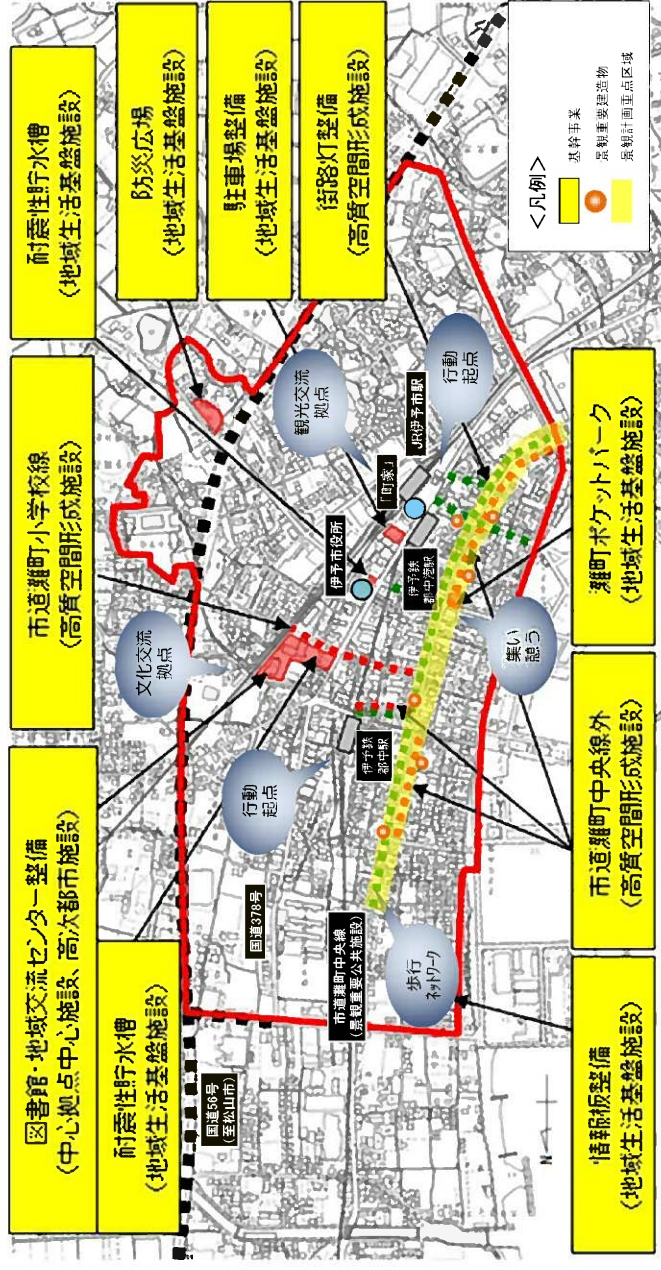 図書館・地域交流センター整備
(中心拠点中心施設、高次都市施設)
耐震性貯水槽
(地域生活基盤施設)
市道灘町小学校線
(高質空間形成施設)
耐震性貯水槽
(地域生活基盤施設)
防災広場
(地域生活基盤施設)
駐車場整備
(地域生活基盤施設)
街路灯整備
(高質空間形成施設)
国道56号
(至松山市)
国道378号
文化交流
拠点
行動
起点
伊予市役所
観光交流
拠点
「町家」
JR伊予市駅
行動
起点
伊予鉄
郡中港駅
伊予鉄
郡中駅
市道灘町中央線
(景観重要公共施設)
歩行
ネットワーク
集い
憩う
N
情報板整備
(地域生活基盤施設)
市道灘町中央線外
(高質空間形成施設)
灘町ポケットパーク
(地域生活基盤施設)
<凡例>
基幹事業
景観重要建造物
景観計画重点区域